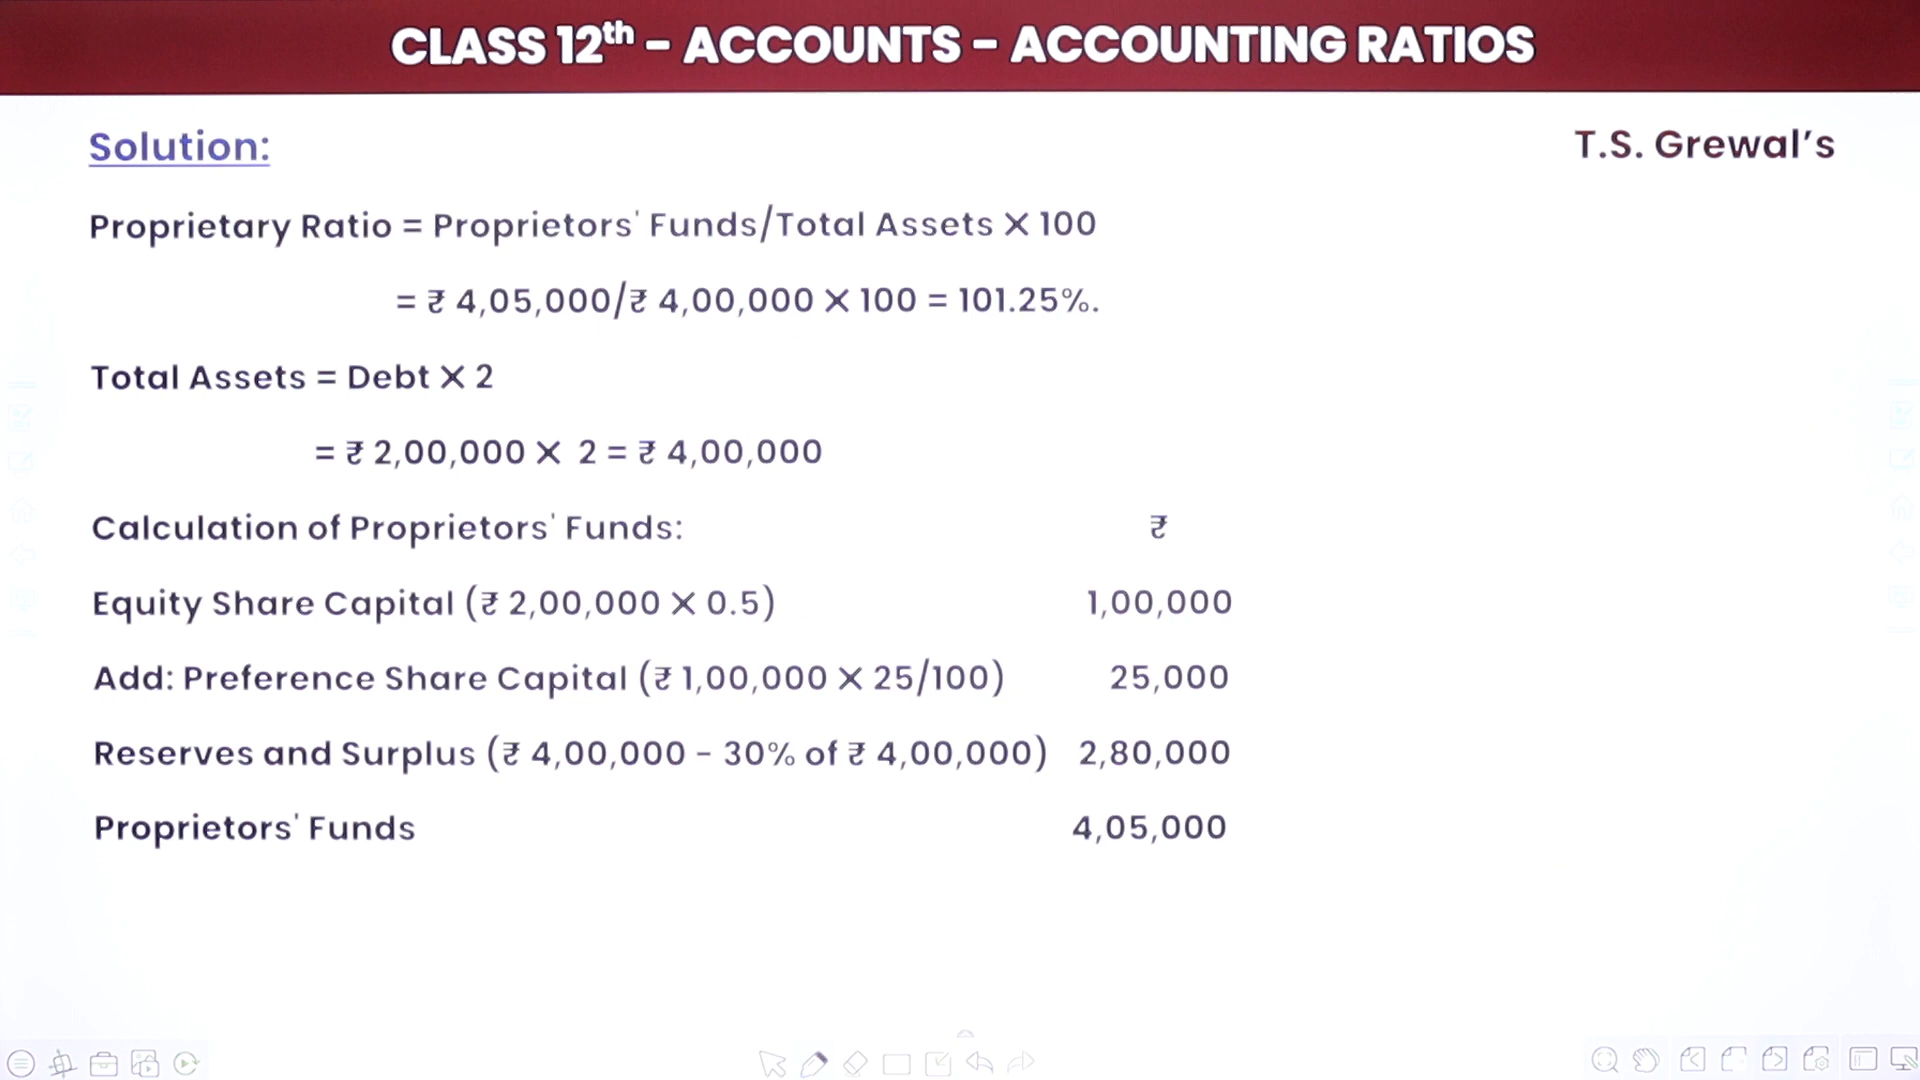 CLASS 12th – ACCOUNTS – ACCOUNTING RATIOS
Solution:
T.S. Grewal's
Proprietary Ratio = Proprietors' Funds/Total Assets × 100
= ₹ 4,05,000/₹ 4,00,000 × 100 = 101.25%.
Total Assets = Debt × 2
= ₹ 2,00,000 × 2 = ₹ 4,00,000
Calculation of Proprietors' Funds: ₹
Equity Share Capital (₹ 2,00,000 × 0.5) 1,00,000
Add: Preference Share Capital (₹ 1,00,000 × 25/100) 25,000
Reserves and Surplus (₹ 4,00,000 - 30% of ₹ 4,00,000) 2,80,000
Proprietors' Funds 4,05,000